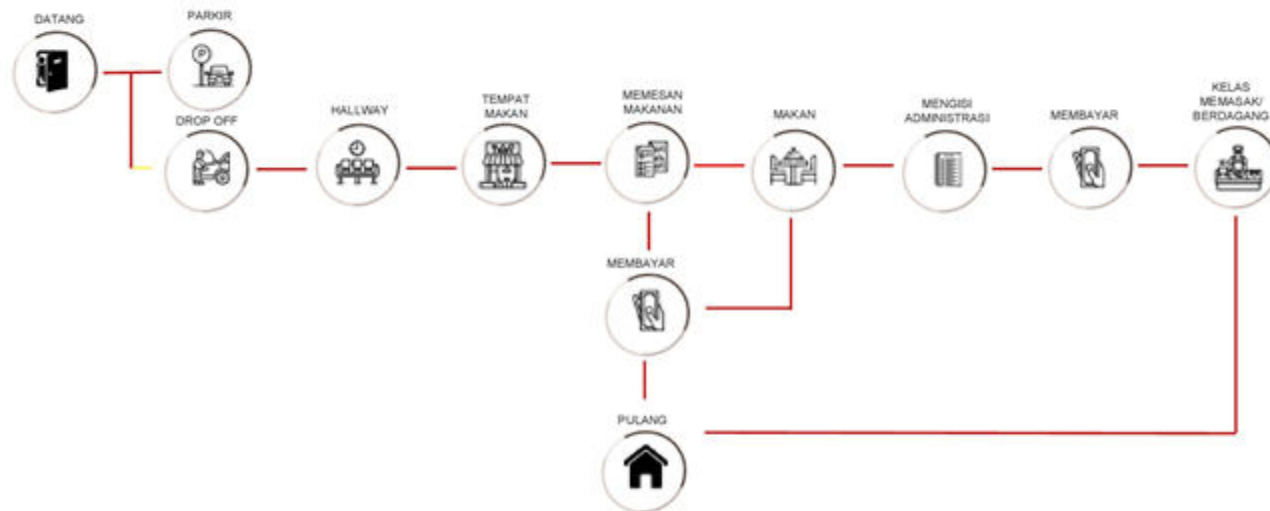 DATANG
PARKIR
DROP OFF
HALLWAY
TEMPAT
MAKAN
MEMESAN
MAKANAN
MAKAN
MENGISI
ADMINISTRASI
MEMBAYAR
KELAS
MEMASAK/
BERDAGANG
MEMBAYAR
PULANG